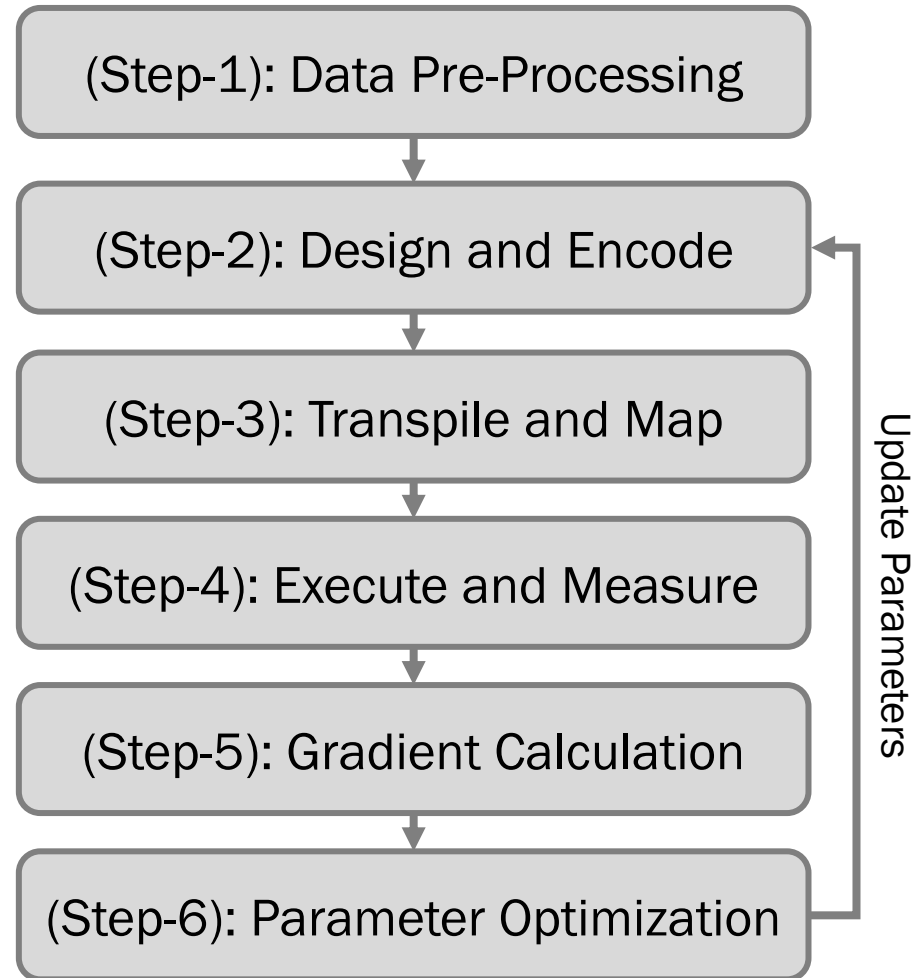 (Step-1): Data Pre-Processing
(Step-2): Design and Encode
(Step-3): Transpile and Map
(Step-4): Execute and Measure
(Step-5): Gradient Calculation
(Step-6): Parameter Optimization
Update Parameters